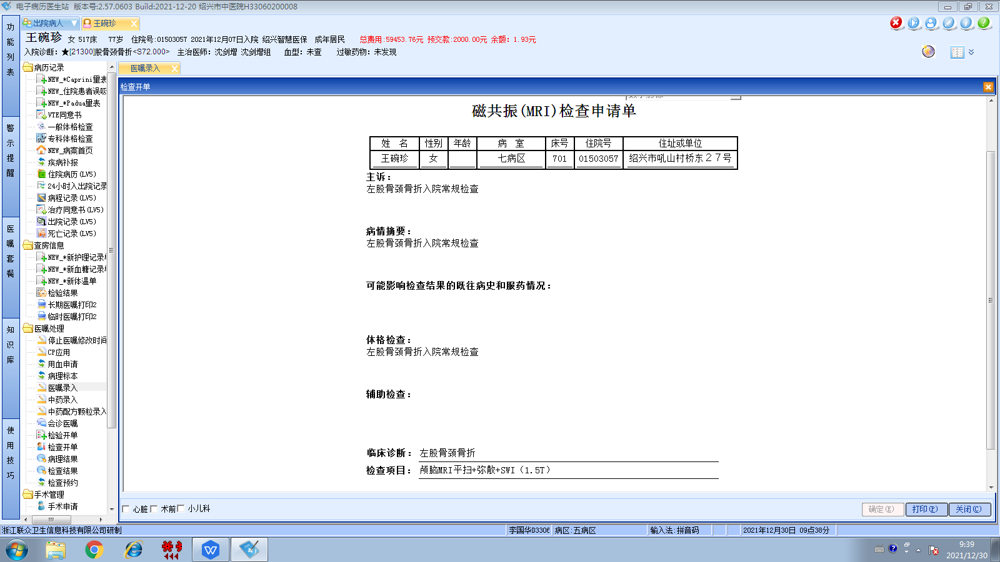 电子病历医生站 版本号:2.57.0603 Build:2021-12-20 绍兴市中医院H33060200008
出院病人
王碗珍
王碗珍 女 517床 77岁 住院号:01503057 2021年12月07日入院 绍兴智慧医保 成年居民 总费用:59453.76元 预交款:2000.00元 余额: 1.93元
入院诊断: ★[21300]股骨颈骨折<S72.000> 主治医师: 沈剑增 沈剑增组 血型: 未查 过敏药物: 未发现
功能列表
警示提醒
医嘱套餐
知识库
使用技巧
病历记录
NEW_*Caprini量表
NEW_住院患者误吸
NEW_*Padua量表
VTE同意书
一般体格检查
专科体格检查
NEW_病案首页
疾病补报
住院病历(LV5)
24小时入出院记录
病程记录(LV5)
治疗同意书(LV5)
出院记录(LV5)
死亡记录(LV5)
查房信息
NEW_*新护理记录单
NEW_*新血糖记录单
NEW_*新体温单
检验结果
长期医嘱打印2
临时医嘱打印2
医嘱处理
停止医嘱修改时间
CP应用
用血申请
病理标本
医嘱录入
中药录入
中药配方颗粒录入
会诊医嘱
检验开单
检查开单
病理结果
检查结果
检查预约
手术管理
手术申请
医嘱录入
检查开单
磁共振(MRI)检查申请单
姓 名 性别 年龄 病 室 床号 住院号 住址或单位
王碗珍 女 七病区 701 01503057 绍兴市吼山村桥东２７号
主诉:
左股骨颈骨折入院常规检查
病情摘要:
左股骨颈骨折入院常规检查
可能影响检查结果的既往病史和服药情况:
体格检查:
左股骨颈骨折入院常规检查
辅助检查:
临床诊断: 左股骨颈骨折
检查项目: 颅脑MRI平扫+弥散+SWI（1.5T）
心脏 术前 小儿科
确定(E) 打印(P) 关闭(C)
浙江联众卫生信息科技有限公司研制 李国华D3306 病区:五病区 输入法:拼音码 2021年12月30日 09点38分
9:39
2021/12/30